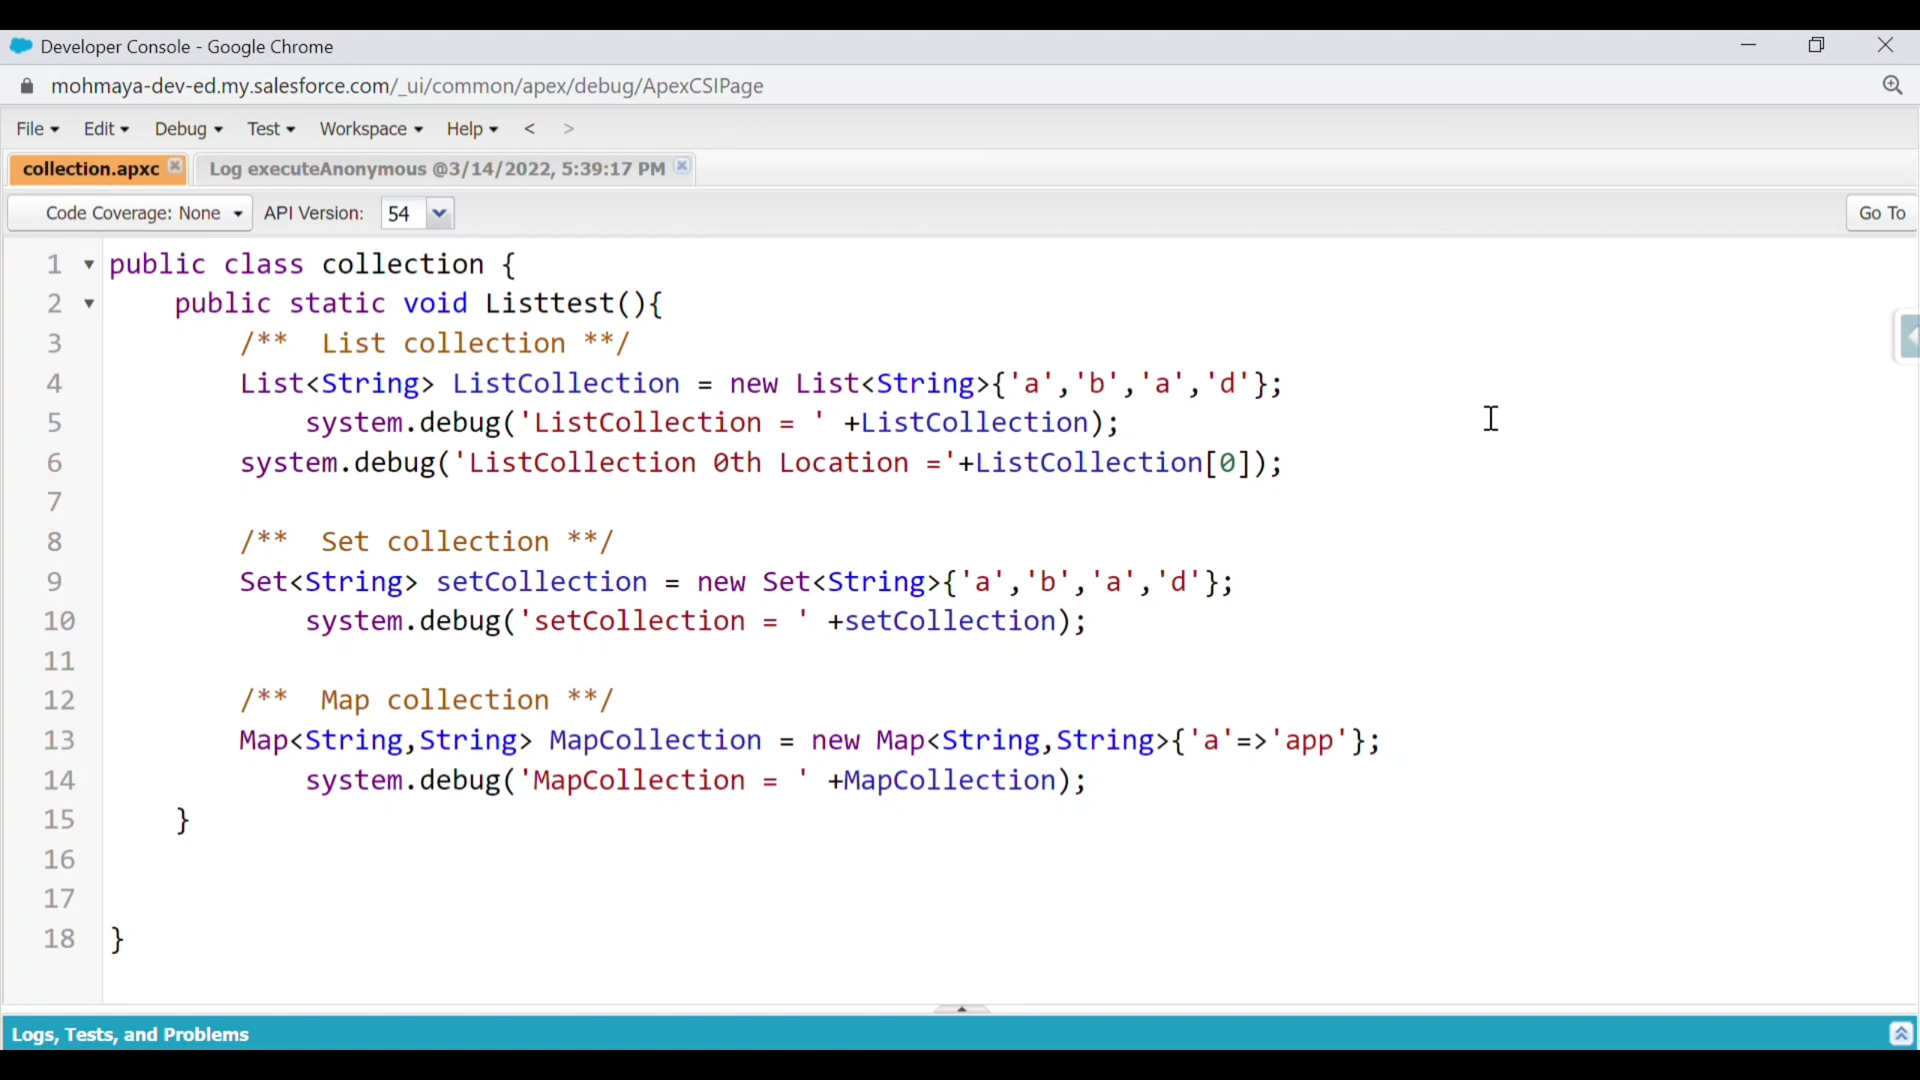 Developer Console - Google Chrome
mohmaya-dev-ed.my.salesforce.com/_ui/common/apex/debug/ApexCSIPage
File Edit Debug Test Workspace Help < >
collection.apxc Log executeAnonymous @3/14/2022, 5:39:17 PM
Code Coverage: None API Version: 54 Go To
1 public class collection {
2 public static void Listtest(){
3 /**  List collection **/
4 List<String> ListCollection = new List<String>{'a','b','a','d'};
5 system.debug('ListCollection = ' +ListCollection);
6 system.debug('ListCollection 0th Location ='+ListCollection[0]);
7
8 /**  Set collection **/
9 Set<String> setCollection = new Set<String>{'a','b','a','d'};
10 system.debug('setCollection = ' +setCollection);
11
12 /**  Map collection **/
13 Map<String,String> MapCollection = new Map<String,String>{'a'=>'app'};
14 system.debug('MapCollection = ' +MapCollection);
15 }
16
17
18 }
Logs, Tests, and Problems